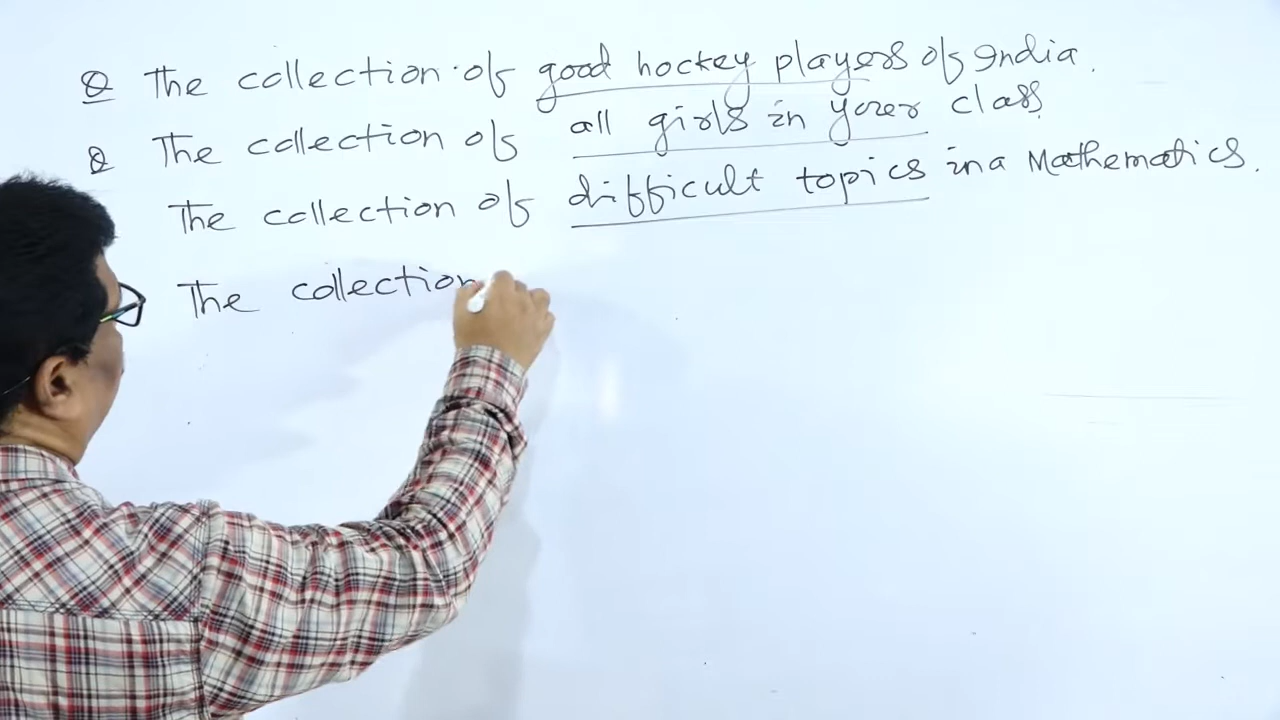 Q The collection of good hockey players of India.
Q The collection of all girls in your class.
The collection of difficult topics in a Mathematics.
The collection